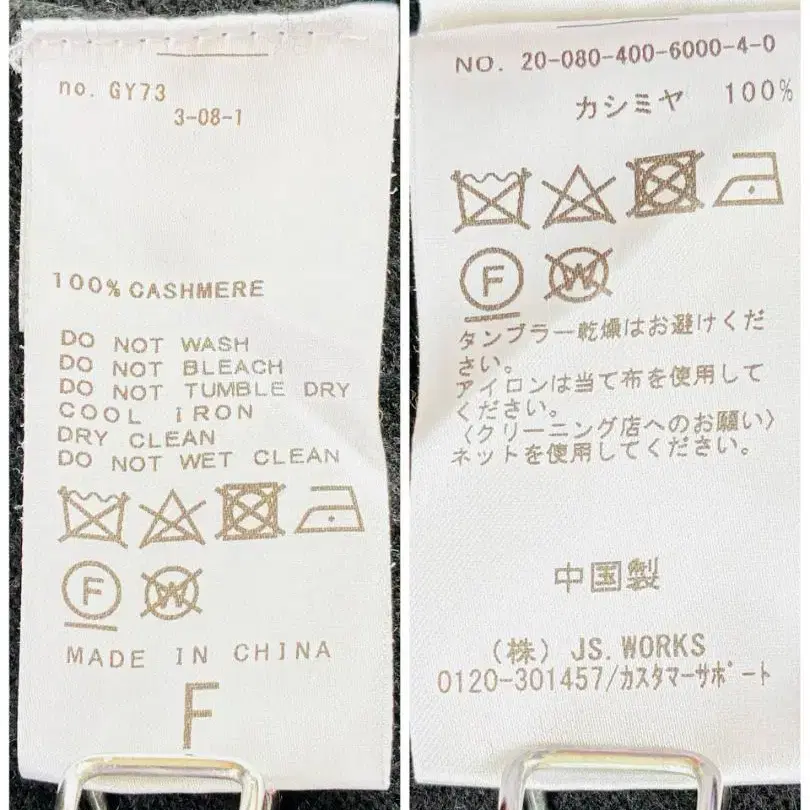 no. GY73
3-08-1
100% CASHMERE
DO NOT WASH
DO NOT BLEACH
DO NOT TUMBLE DRY
COOL IRON
DRY CLEAN
DO NOT WET CLEAN
F W
MADE IN CHINA
F
NO. 20-080-400-6000-4-0
カシミヤ 100%
F W
タンブラー乾燥はお避けくだ
さい。
アイロンは当て布を使用して
ください。
〈クリーニング店へのお願い〉
ネットを使用してください。
中国製
(株) JS. WORKS
0120-301457/カスタマーサポート